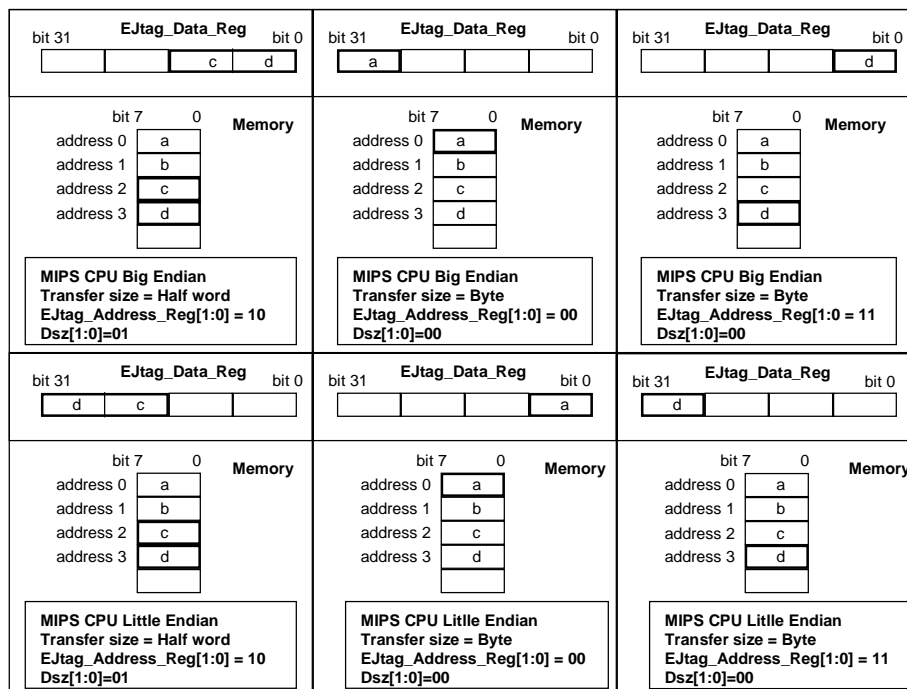 EJtag_Data_Reg
bit 31 bit 0
c d
bit 7 0
Memory
address 0 a
address 1 b
address 2 c
address 3 d
MIPS CPU Big Endian
Transfer size = Half word
EJtag_Address_Reg[1:0] = 10
Dsz[1:0]=01
EJtag_Data_Reg
bit 31 bit 0
a
bit 7 0
Memory
address 0 a
address 1 b
address 2 c
address 3 d
MIPS CPU Big Endian
Transfer size = Byte
EJtag_Address_Reg[1:0] = 00
Dsz[1:0]=00
EJtag_Data_Reg
bit 31 bit 0
d
bit 7 0
Memory
address 0 a
address 1 b
address 2 c
address 3 d
MIPS CPU Big Endian
Transfer size = Byte
EJtag_Address_Reg[1:0 = 11
Dsz[1:0]=00
EJtag_Data_Reg
bit 31 bit 0
d c
bit 7 0
Memory
address 0 a
address 1 b
address 2 c
address 3 d
MIPS CPU Little Endian
Transfer size = Half word
EJtag_Address_Reg[1:0] = 10
Dsz[1:0]=01
EJtag_Data_Reg
bit 31 bit 0
a
bit 7 0
Memory
address 0 a
address 1 b
address 2 c
address 3 d
MIPS CPU Litlle Endian
Transfer size = Byte
EJtag_Address_Reg[1:0] = 00
Dsz[1:0]=00
EJtag_Data_Reg
bit 31 bit 0
d
bit 7 0
Memory
address 0 a
address 1 b
address 2 c
address 3 d
MIPS CPU Litlle Endian
Transfer size = Byte
EJtag_Address_Reg[1:0] = 11
Dsz[1:0]=00